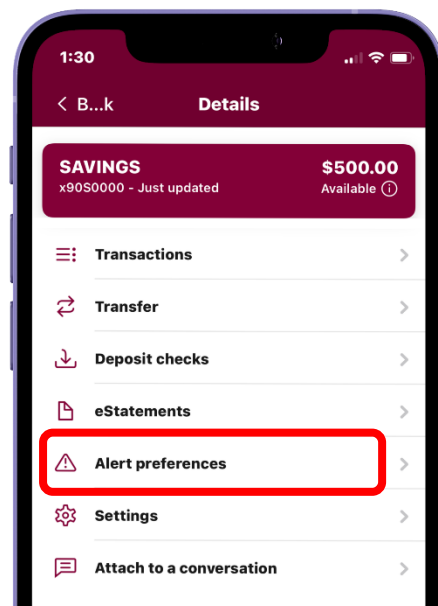 1:30
B...k Details
SAVINGS $500.00
x90S0000 - Just updated Available
Transactions
Transfer
Deposit checks
eStatements
Alert preferences
Settings
Attach to a conversation